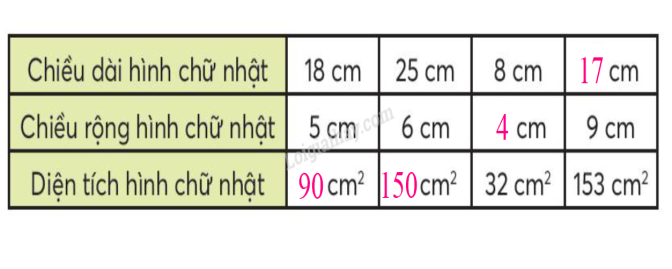 Chiều dài hình chữ nhật 18 cm 25 cm 8 cm 17 cm
Chiều rộng hình chữ nhật 5 cm 6 cm 4 cm 9 cm
Diện tích hình chữ nhật 90 cm² 150 cm² 32 cm² 153 cm²
Loigiaihay.com